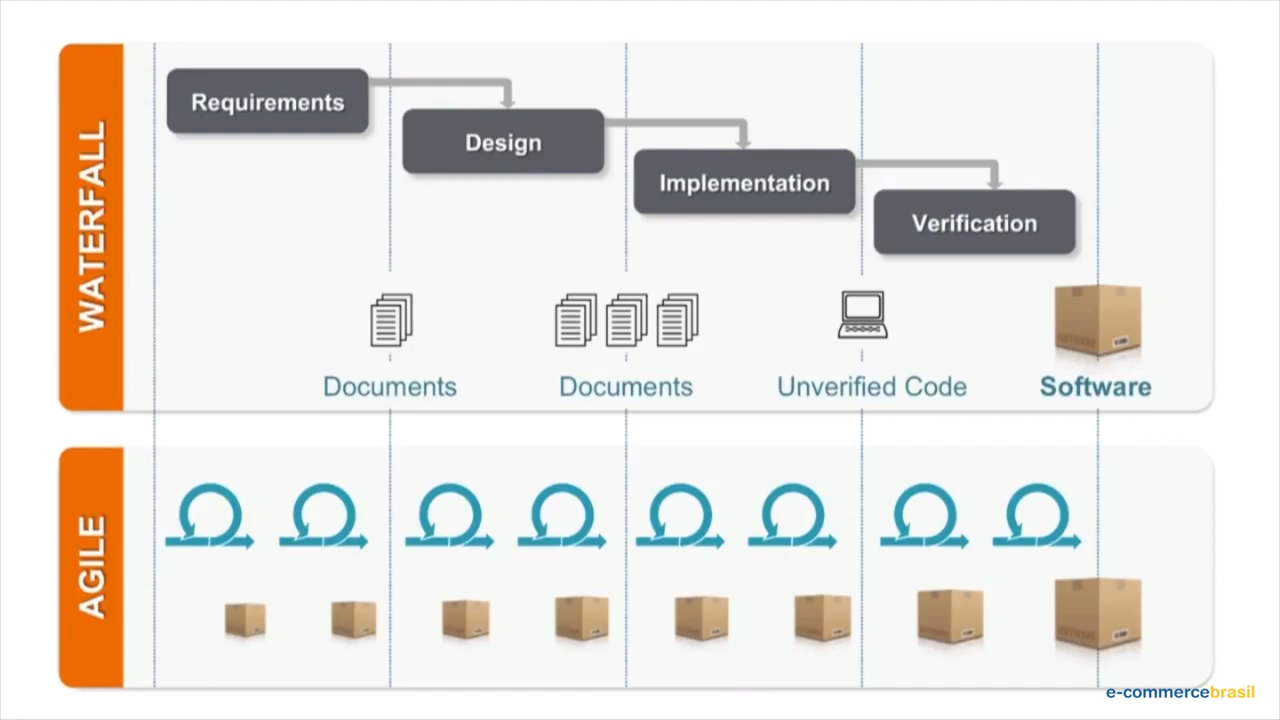 WATERFALL
Requirements
Design
Implementation
Verification
Documents
Documents
Unverified Code
Software
AGILE
e-commercebrasil